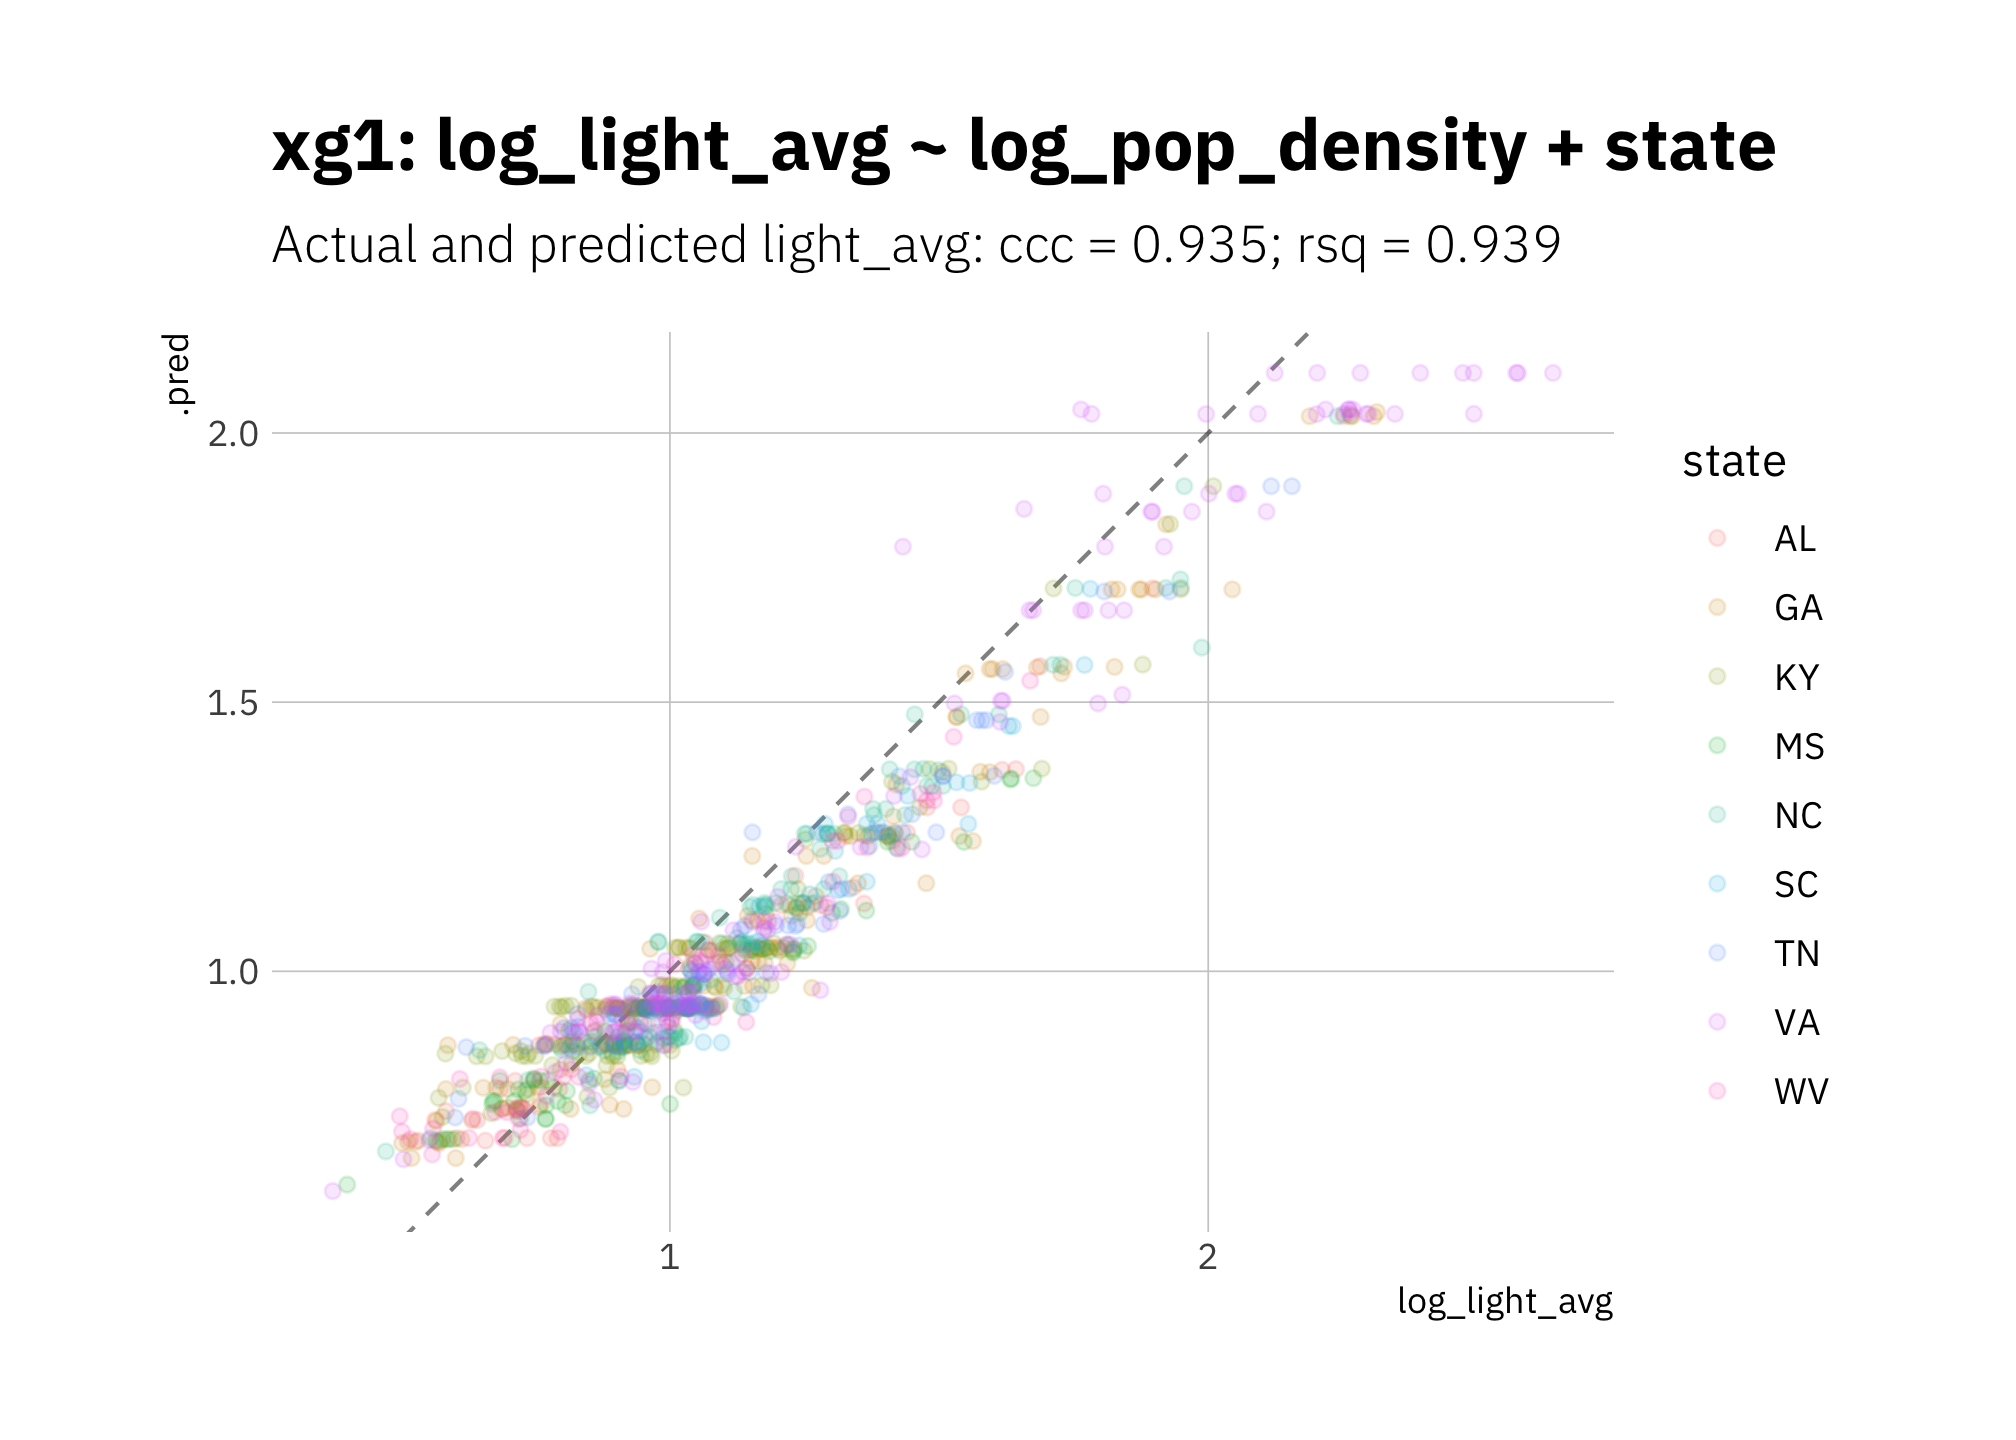 xg1: log_light_avg ~ log_pop_density + state
Actual and predicted light_avg: ccc = 0.935; rsq = 0.939
.pred
2.0
1.5
1.0
1
2
log_light_avg
state
AL
GA
KY
MS
NC
SC
TN
VA
WV